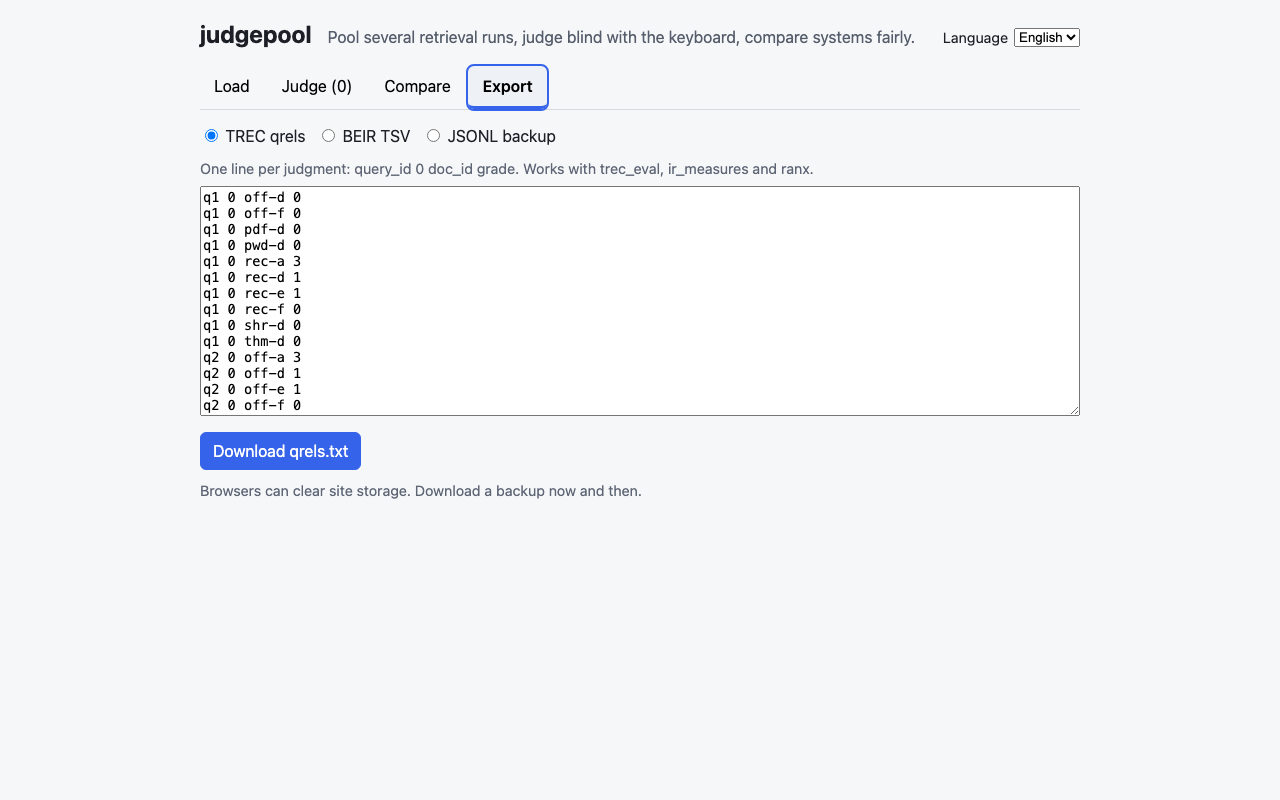 judgepool Pool several retrieval runs, judge blind with the keyboard, compare systems fairly. Language English
Load Judge (0) Compare Export
TREC qrels BEIR TSV JSONL backup
One line per judgment: query_id 0 doc_id grade. Works with trec_eval, ir_measures and ranx.
q1 0 off-d 0
q1 0 off-f 0
q1 0 pdf-d 0
q1 0 pwd-d 0
q1 0 rec-a 3
q1 0 rec-d 1
q1 0 rec-e 1
q1 0 rec-f 0
q1 0 shr-d 0
q1 0 thm-d 0
q2 0 off-a 3
q2 0 off-d 1
q2 0 off-e 1
q2 0 off-f 0
Download qrels.txt
Browsers can clear site storage. Download a backup now and then.